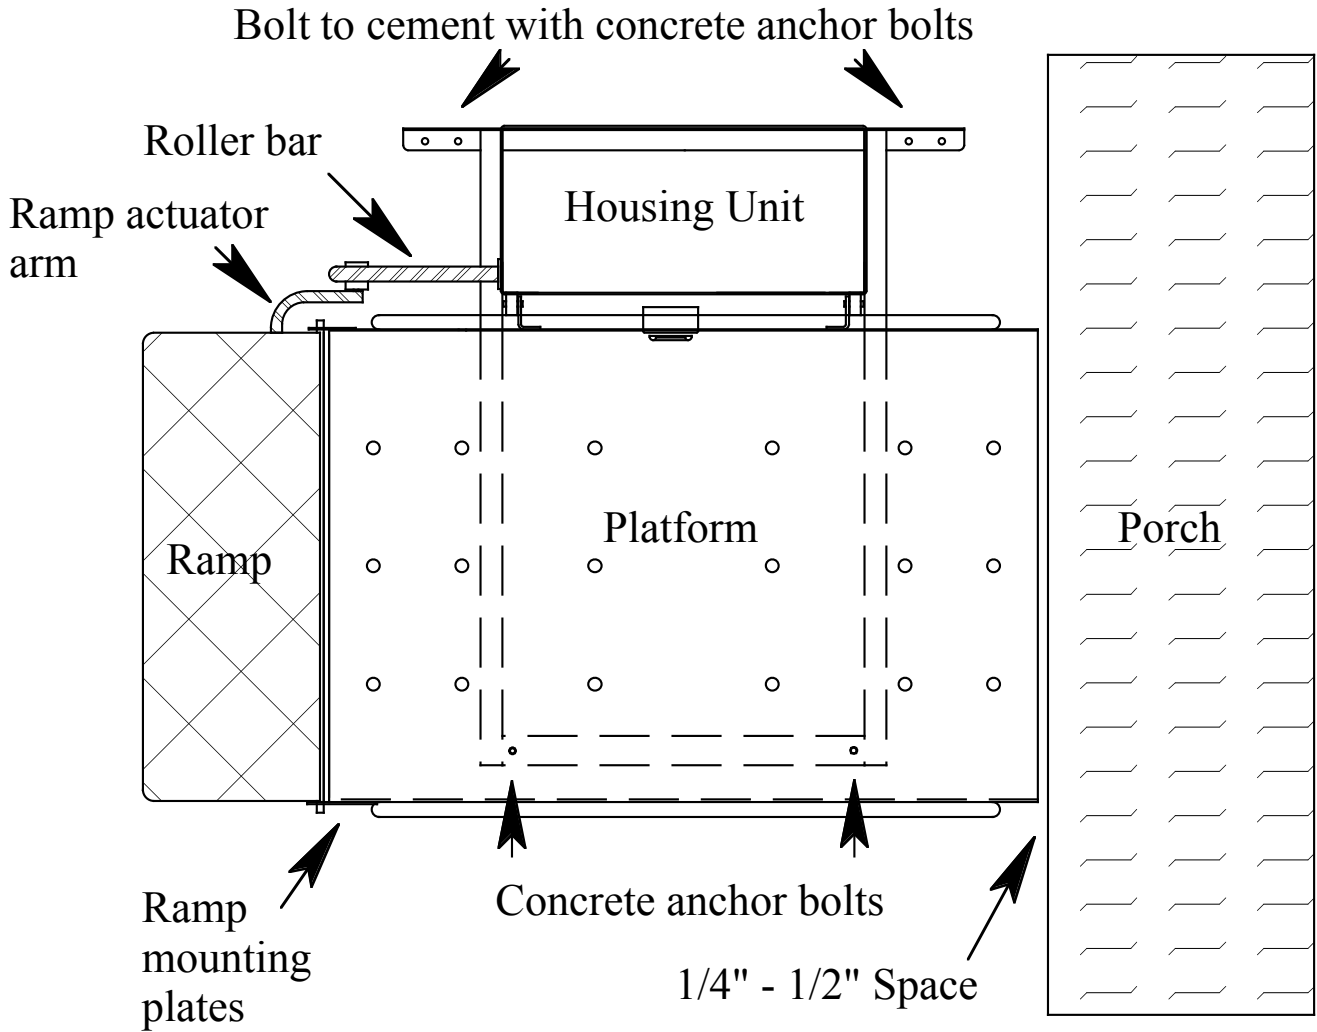 Bolt to cement with concrete anchor bolts
Roller bar
Ramp actuator
arm
Housing Unit
Platform
Porch
Ramp
Concrete anchor bolts
Ramp
mounting
plates
1/4" - 1/2" Space